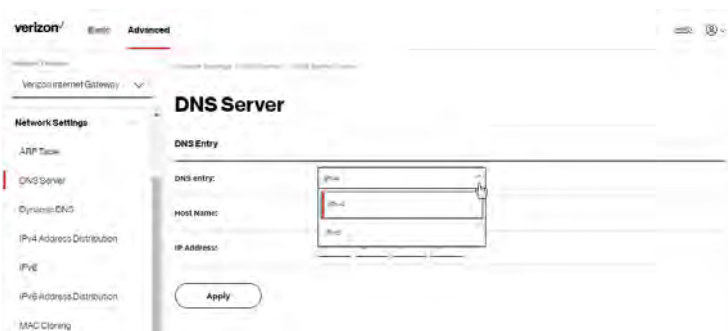 verizon✓ Basic Advanced
Verizon Internet Gateway
DNS Server
Network Settings
DNS Entry
ARP Table
DNS Server
DNS entry:
IPv4
Dynamic DNS
Host Name:
IPv4
IPv4 Address Distribution
IPv6
IP Address:
IPv6
IPv6 Address Distribution
Apply
MAC Cloning